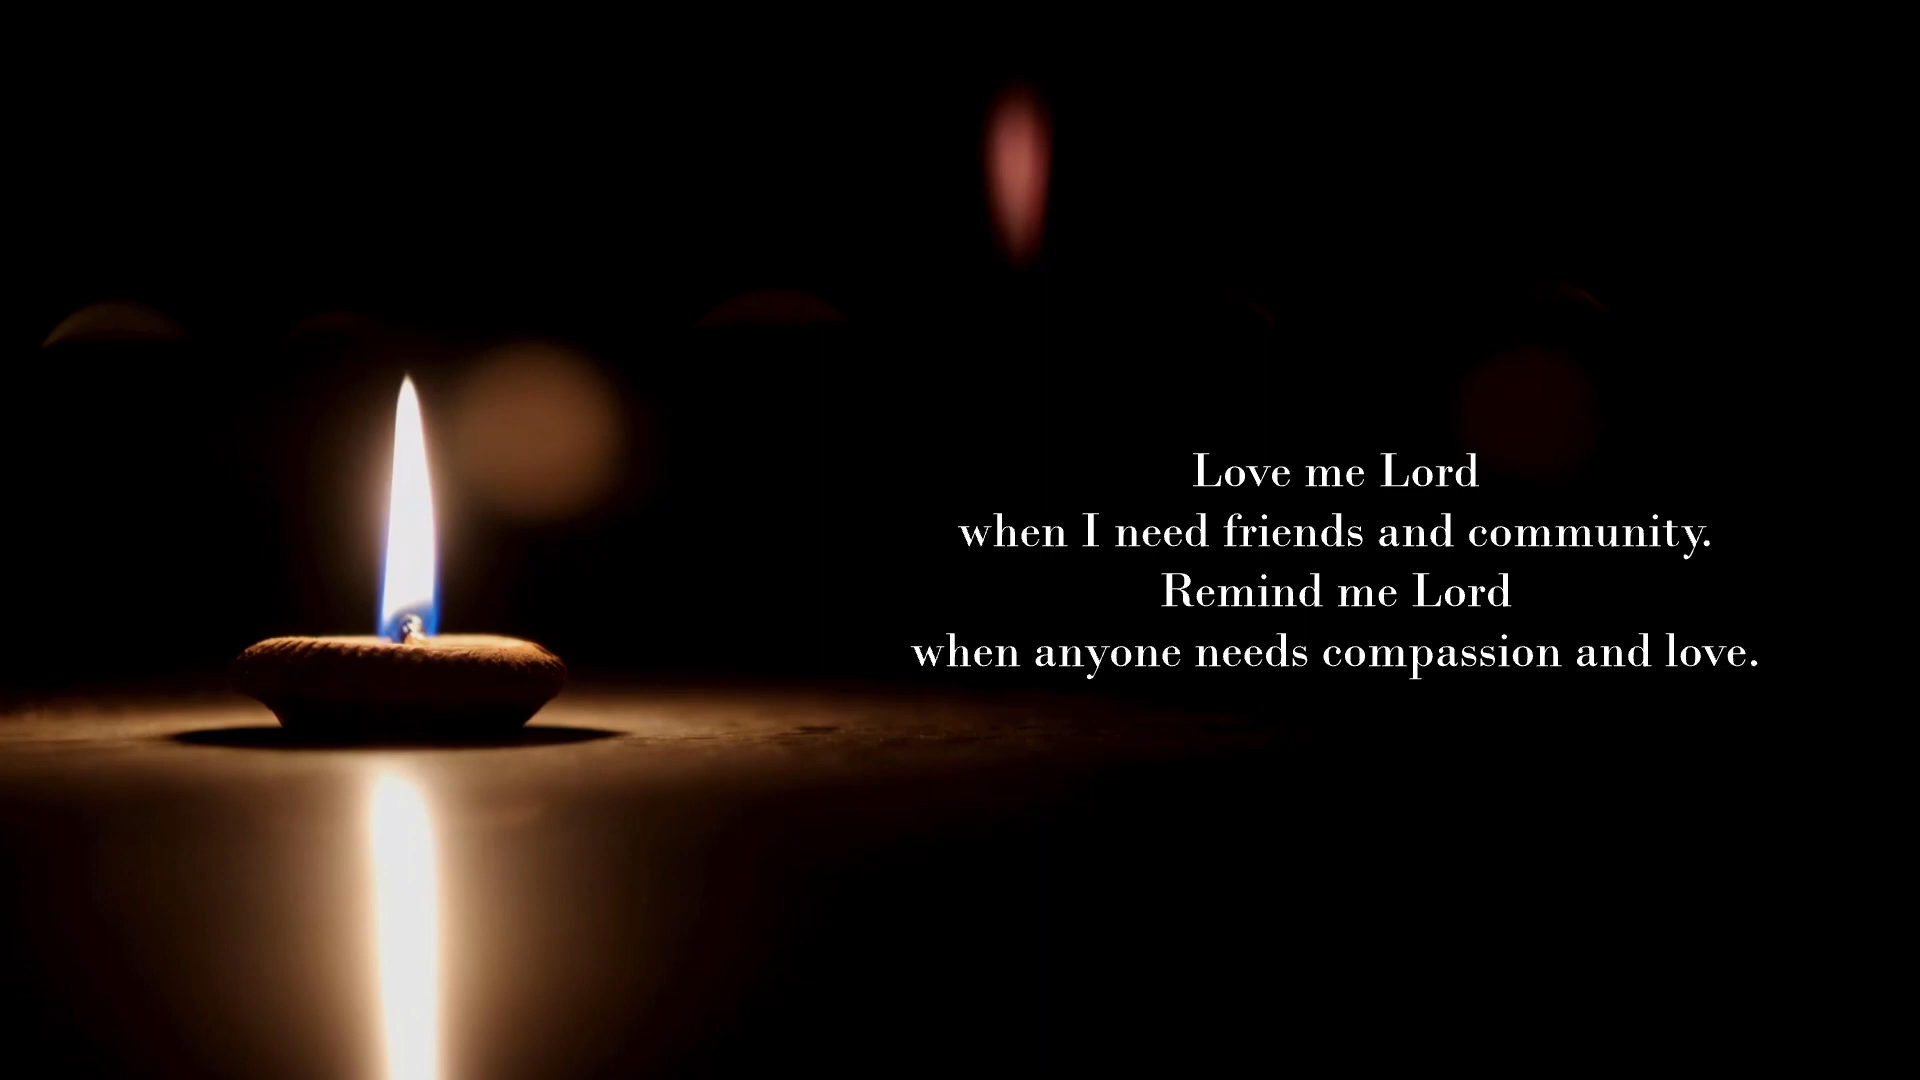 Love me Lord
when I need friends and community.
Remind me Lord
when anyone needs compassion and love.